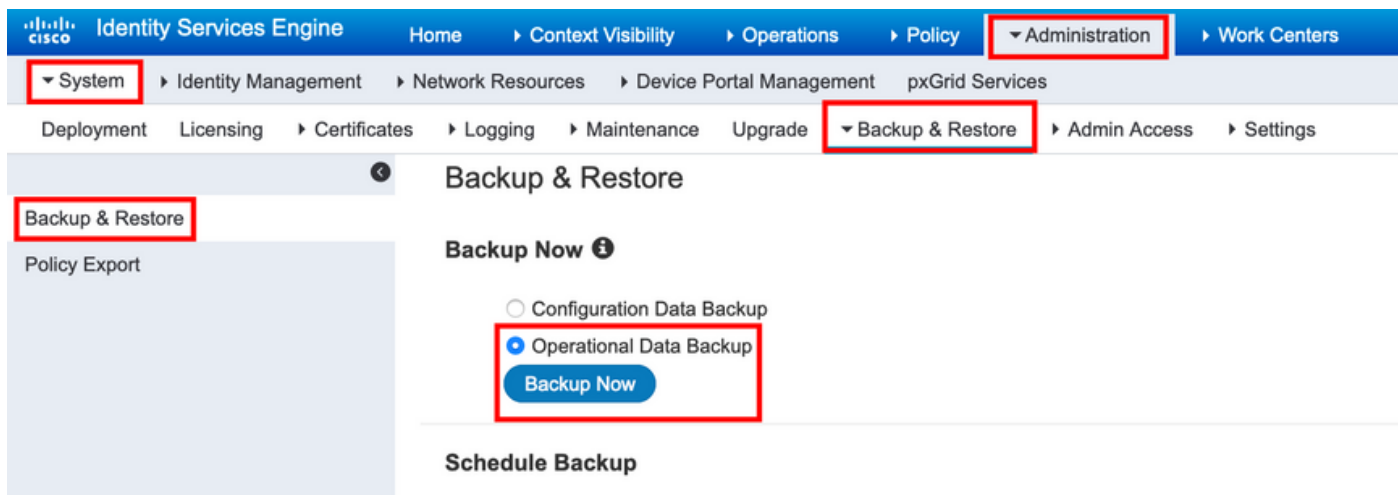 cisco Identity Services Engine Home Context Visibility Operations Policy Administration Work Centers
System Identity Management Network Resources Device Portal Management pxGrid Services
Deployment Licensing Certificates Logging Maintenance Upgrade Backup & Restore Admin Access Settings
Backup & Restore
Policy Export
Backup & Restore
Backup Now
Configuration Data Backup
Operational Data Backup
Backup Now
Schedule Backup